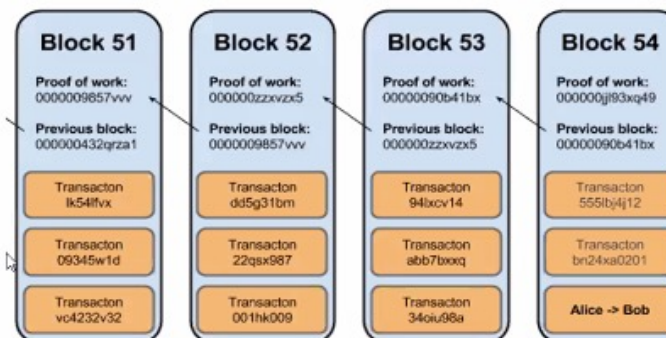 Block 51
Proof of work:
0000009857vvv
Previous block:
000000432qrza1
Transacton
lk54lfvx
Transacton
09345w1d
Transacton
vc4232v32
Block 52
Proof of work:
000000zzxvzx5
Previous block:
0000009857vvv
Transacton
dd5g31bm
Transacton
22qsx987
Transacton
001hk009
Block 53
Proof of work:
00000090b41bx
Previous block:
000000zzxvzx5
Transacton
94lxcv14
Transacton
abb7bxxq
Transacton
34oiu98a
Block 54
Proof of work:
000000jjl93xq49
Previous block:
00000090b41bx
Transacton
555lbj4j12
Transacton
bn24xa0201
Alice -> Bob